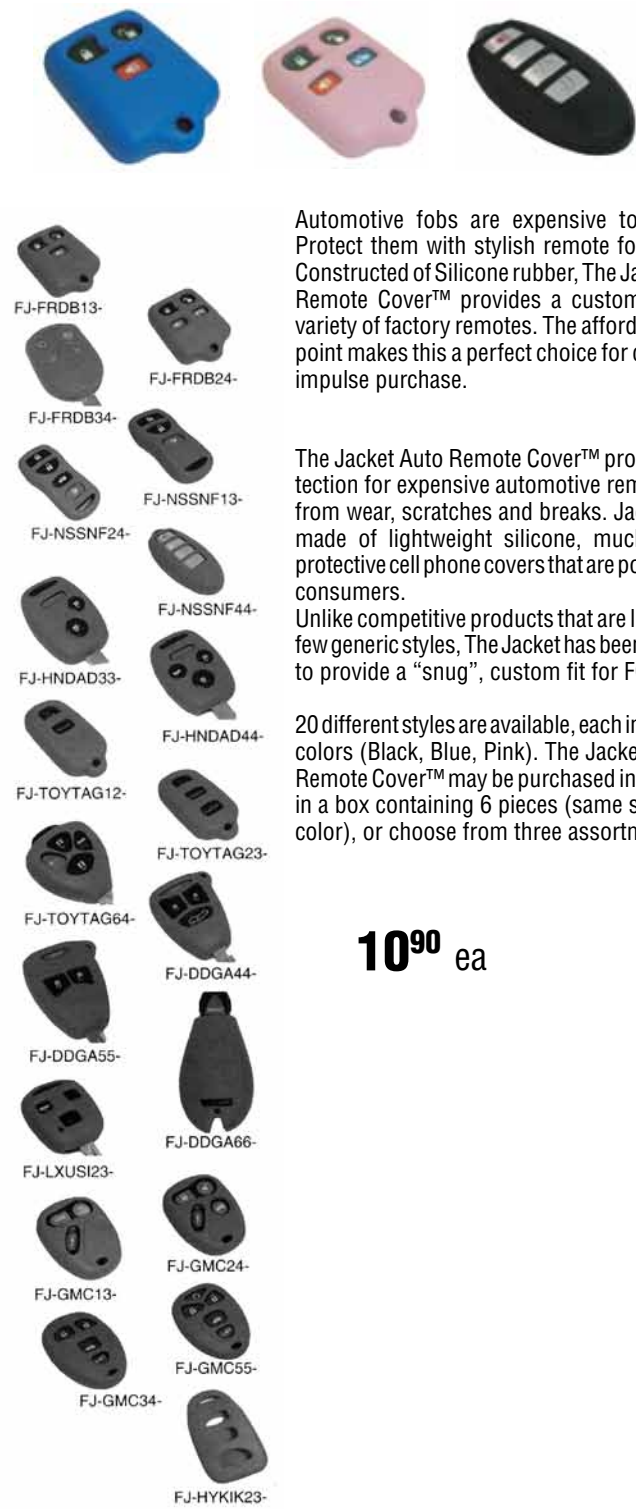 Automotive fobs are expensive to
Protect them with stylish remote fo
Constructed of Silicone rubber, The Ja
Remote Cover™ provides a custom
variety of factory remotes. The afford
point makes this a perfect choice for
impulse purchase.
The Jacket Auto Remote Cover™ pro
tection for expensive automotive rem
from wear, scratches and breaks. Jac
made of lightweight silicone, much
protective cell phone covers that are po
consumers.
Unlike competitive products that are l
few generic styles, The Jacket has been
to provide a “snug”, custom fit for F
20 different styles are available, each in
colors (Black, Blue, Pink). The Jacke
Remote Cover™ may be purchased in
in a box containing 6 pieces (same s
color), or choose from three assortn
10⁹⁰ ea
FJ-FRDB13-
FJ-FRDB24-
FJ-FRDB34-
FJ-NSSNF13-
FJ-NSSNF24-
FJ-NSSNF44-
FJ-HNDAD33-
FJ-HNDAD44-
FJ-TOYTAG12-
FJ-TOYTAG23-
FJ-TOYTAG64-
FJ-DDGA44-
FJ-DDGA55-
FJ-DDGA66-
FJ-LXUSI23-
FJ-GMC24-
FJ-GMC13-
FJ-GMC55-
FJ-GMC34-
FJ-HYKIK23-